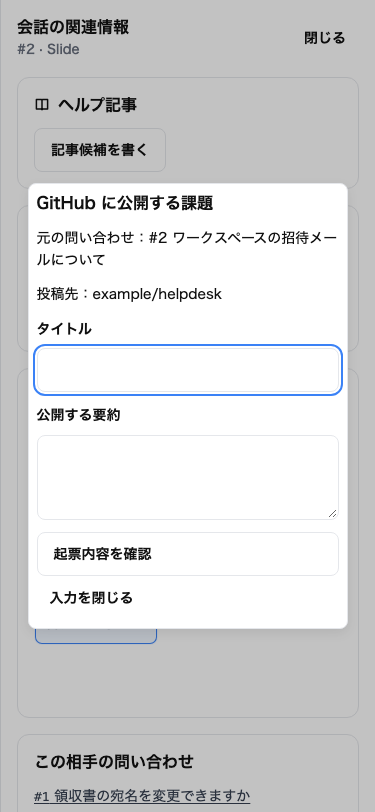 会話の関連情報
#2 · Slide
閉じる
ヘルプ記事
記事候補を書く
GitHub に公開する課題
元の問い合わせ：#2 ワークスペースの招待メー
ルについて
投稿先：example/helpdesk
タイトル
公開する要約
起票内容を確認
入力を閉じる
この相手の問い合わせ
#1 領収書の宛名を変更できますか